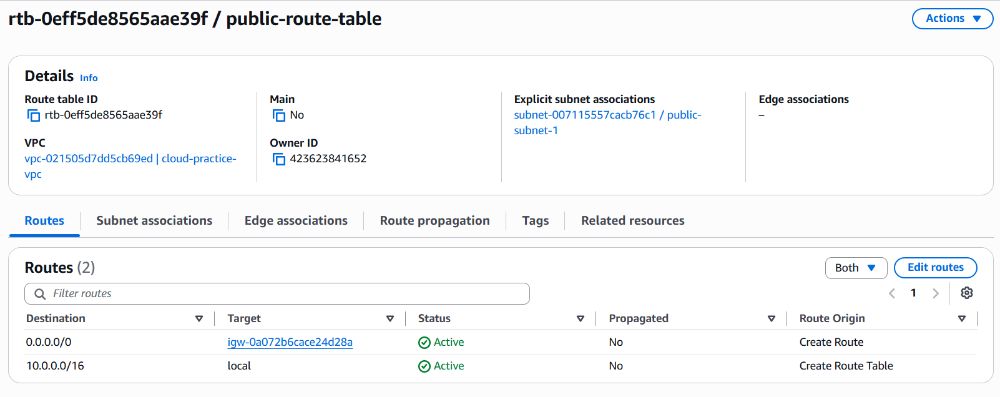 rtb-0eff5de8565aae39f / public-route-table
Actions
Details Info
Route table ID
rtb-0eff5de8565aae39f
Main
No
Explicit subnet associations
subnet-007115557cacb76c1 / public-
subnet-1
Edge associations
–
VPC
vpc-021505d7dd5cb69ed | cloud-practice-
vpc
Owner ID
423623841652
Routes Subnet associations Edge associations Route propagation Tags Related resources
Routes (2)
Both
Edit routes
Filter routes
1
Destination Target Status Propagated Route Origin
0.0.0.0/0 igw-0a072b6cace24d28a Active No Create Route
10.0.0.0/16 local Active No Create Route Table